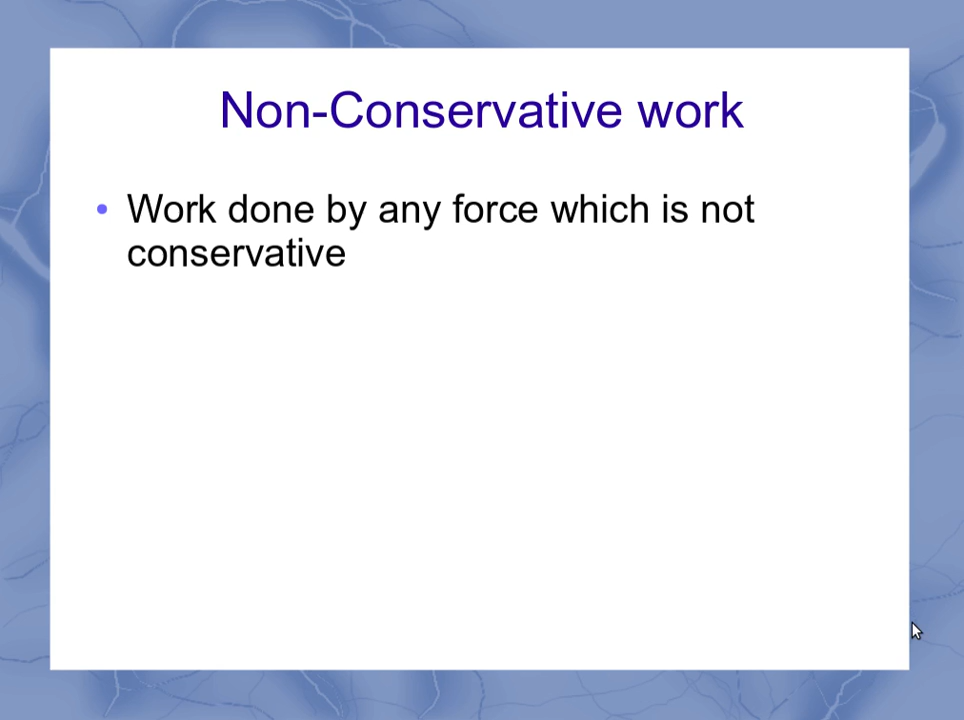 Non-Conservative work
• Work done by any force which is not
conservative